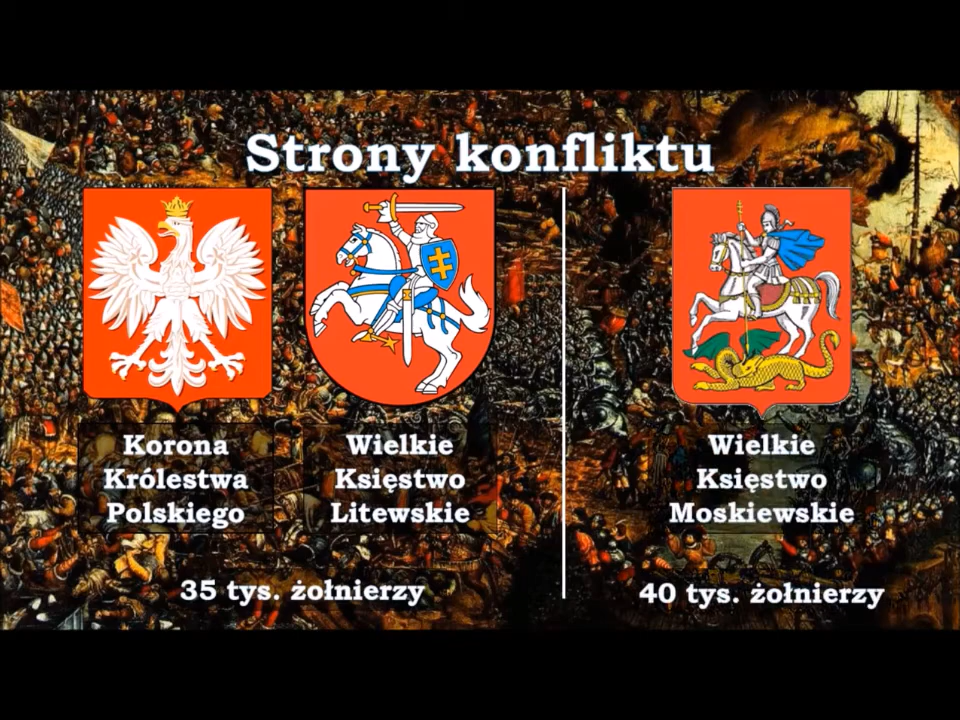 Strony konfliktu
Korona
Królestwa
Polskiego
Wielkie
Księstwo
Litewskie
35 tys. żołnierzy
Wielkie
Księstwo
Moskiewskie
40 tys. żołnierzy